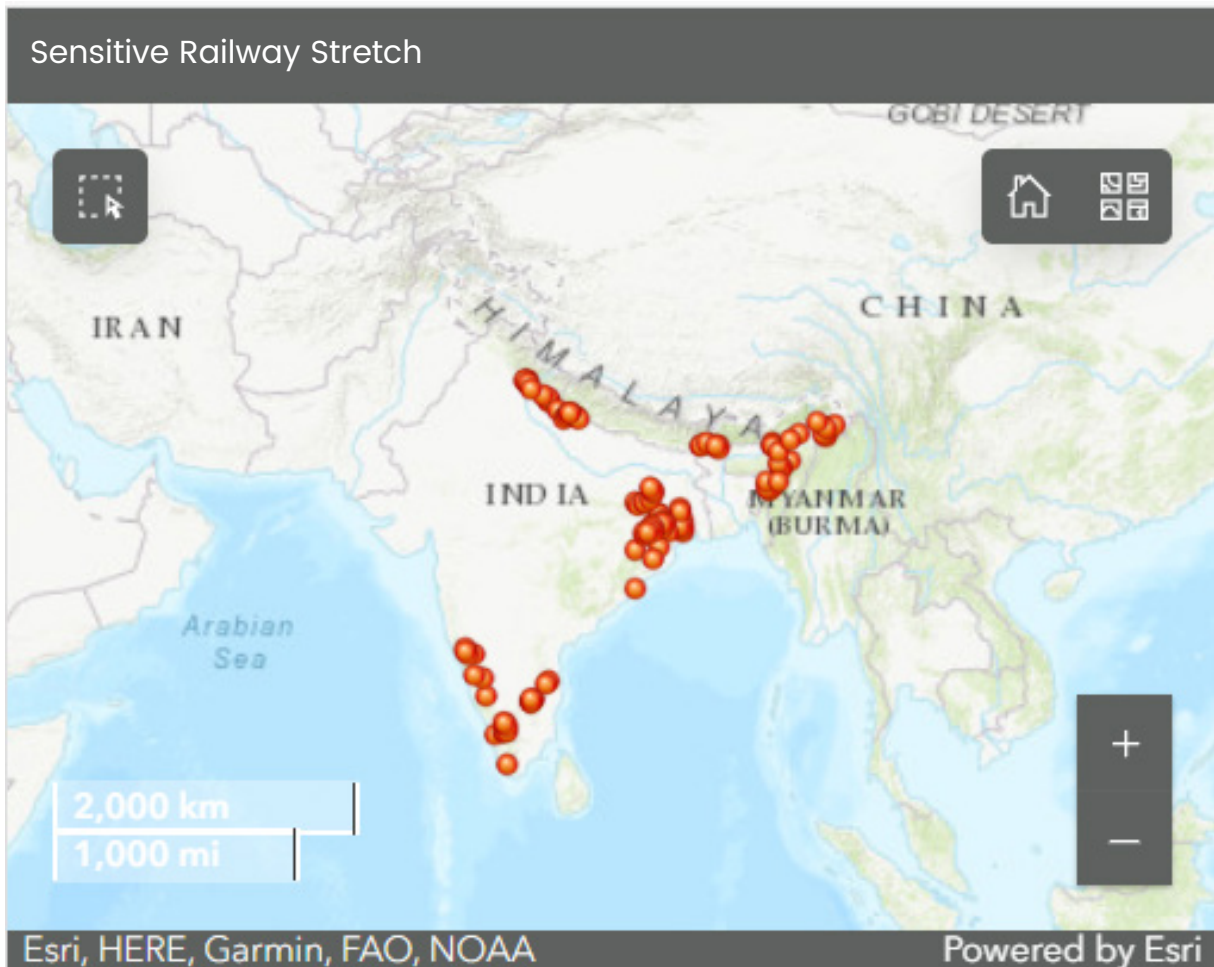 Sensitive Railway Stretch
GOBI DESERT
CHINA
IRAN
HIMALAYA
INDIA
MYANMAR
(BURMA)
Arabian
Sea
2,000 km
1,000 mi
+
−
Esri, HERE, Garmin, FAO, NOAA
Powered by Esri